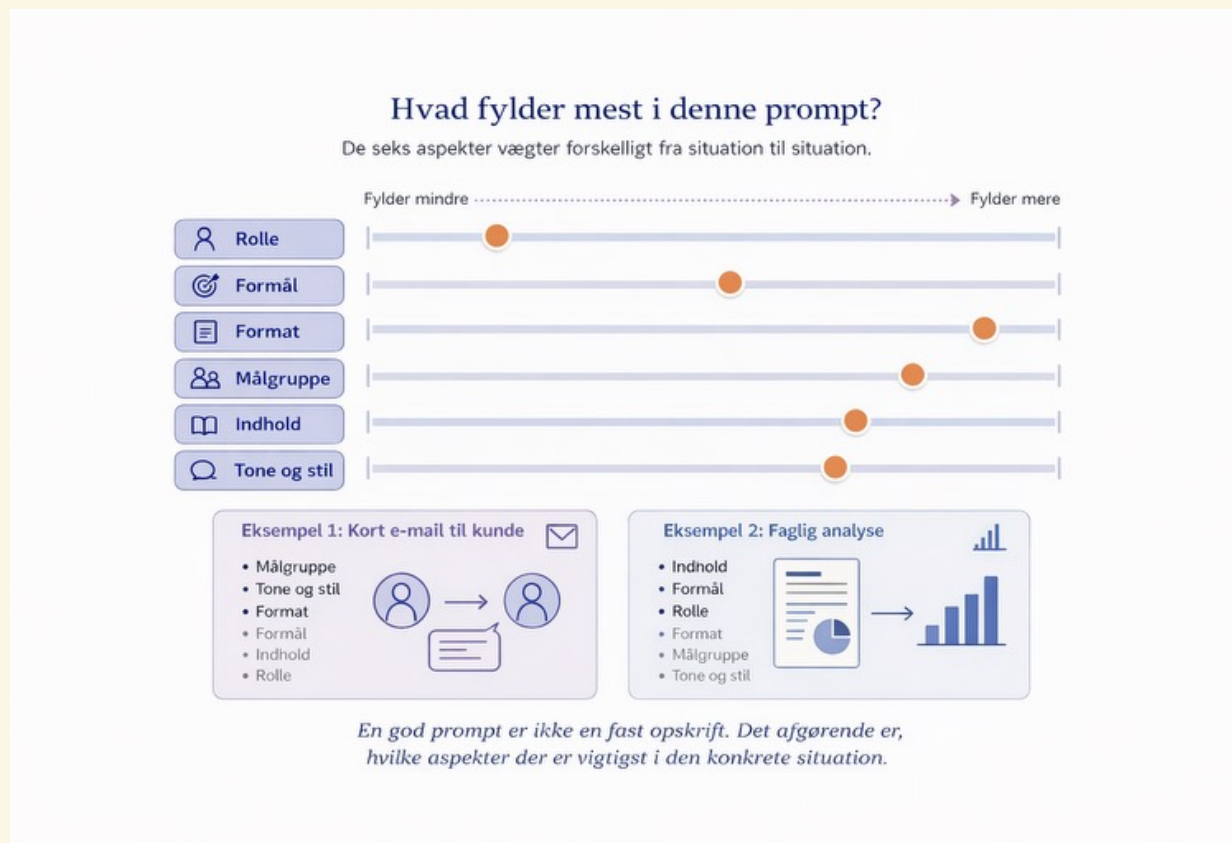 Hvad fylder mest i denne prompt?
De seks aspekter vægter forskelligt fra situation til situation.
Fylder mindre
Fylder mere
Rolle
Formål
Format
Målgruppe
Indhold
Tone og stil
Eksempel 1: Kort e-mail til kunde
• Målgruppe
• Tone og stil
• Format
• Formål
• Indhold
• Rolle
Eksempel 2: Faglig analyse
• Indhold
• Formål
• Rolle
• Format
• Målgruppe
• Tone og stil
En god prompt er ikke en fast opskrift. Det afgørende er,
hvilke aspekter der er vigtigst i den konkrete situation.